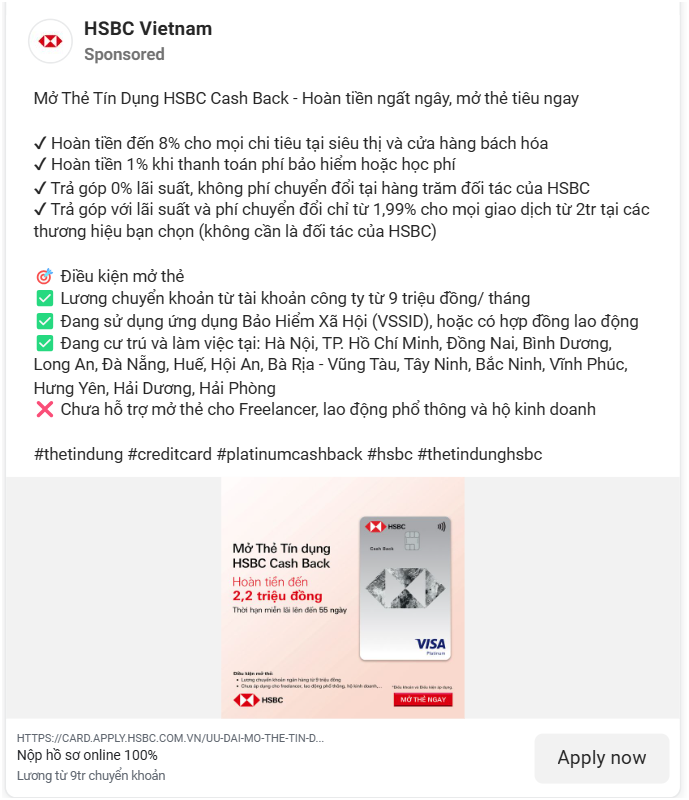 HSBC Vietnam
Sponsored
Mở Thẻ Tín Dụng HSBC Cash Back - Hoàn tiền ngất ngây, mở thẻ tiêu ngay
✓ Hoàn tiền đến 8% cho mọi chi tiêu tại siêu thị và cửa hàng bách hóa
✓ Hoàn tiền 1% khi thanh toán phí bảo hiểm hoặc học phí
✓ Trả góp 0% lãi suất, không phí chuyển đổi tại hàng trăm đối tác của HSBC
✓ Trả góp với lãi suất và phí chuyển đổi chỉ từ 1,99% cho mọi giao dịch từ 2tr tại các
thương hiệu bạn chọn (không cần là đối tác của HSBC)
🎯 Điều kiện mở thẻ
✅ Lương chuyển khoản từ tài khoản công ty từ 9 triệu đồng/ tháng
✅ Đang sử dụng ứng dụng Bảo Hiểm Xã Hội (VSSID), hoặc có hợp đồng lao động
✅ Đang cư trú và làm việc tại: Hà Nội, TP. Hồ Chí Minh, Đồng Nai, Bình Dương,
Long An, Đà Nẵng, Huế, Hội An, Bà Rịa - Vũng Tàu, Tây Ninh, Bắc Ninh, Vĩnh Phúc,
Hưng Yên, Hải Dương, Hải Phòng
❌ Chưa hỗ trợ mở thẻ cho Freelancer, lao động phổ thông và hộ kinh doanh
#thetindung #creditcard #platinumcashback #hsbc #thetindunghsbc
Mở Thẻ Tín dụng
HSBC Cash Back
Hoàn tiền đến
2,2 triệu đồng
Thời hạn miễn lãi lên đến 55 ngày
HSBC
Cash Back
VISA
Platinum
Điều kiện mở thẻ:
• Lương chuyển khoản ngân hàng từ 9 triệu đồng
• Chưa áp dụng cho freelancer, lao động phổ thông, hộ kinh doanh,...
*Điều khoản và Điều kiện áp dụng.
HSBC
MỞ THẺ NGAY
HTTPS://CARD.APPLY.HSBC.COM.VN/UU-DAI-MO-THE-TIN-D...
Nộp hồ sơ online 100%
Lương từ 9tr chuyển khoản
Apply now